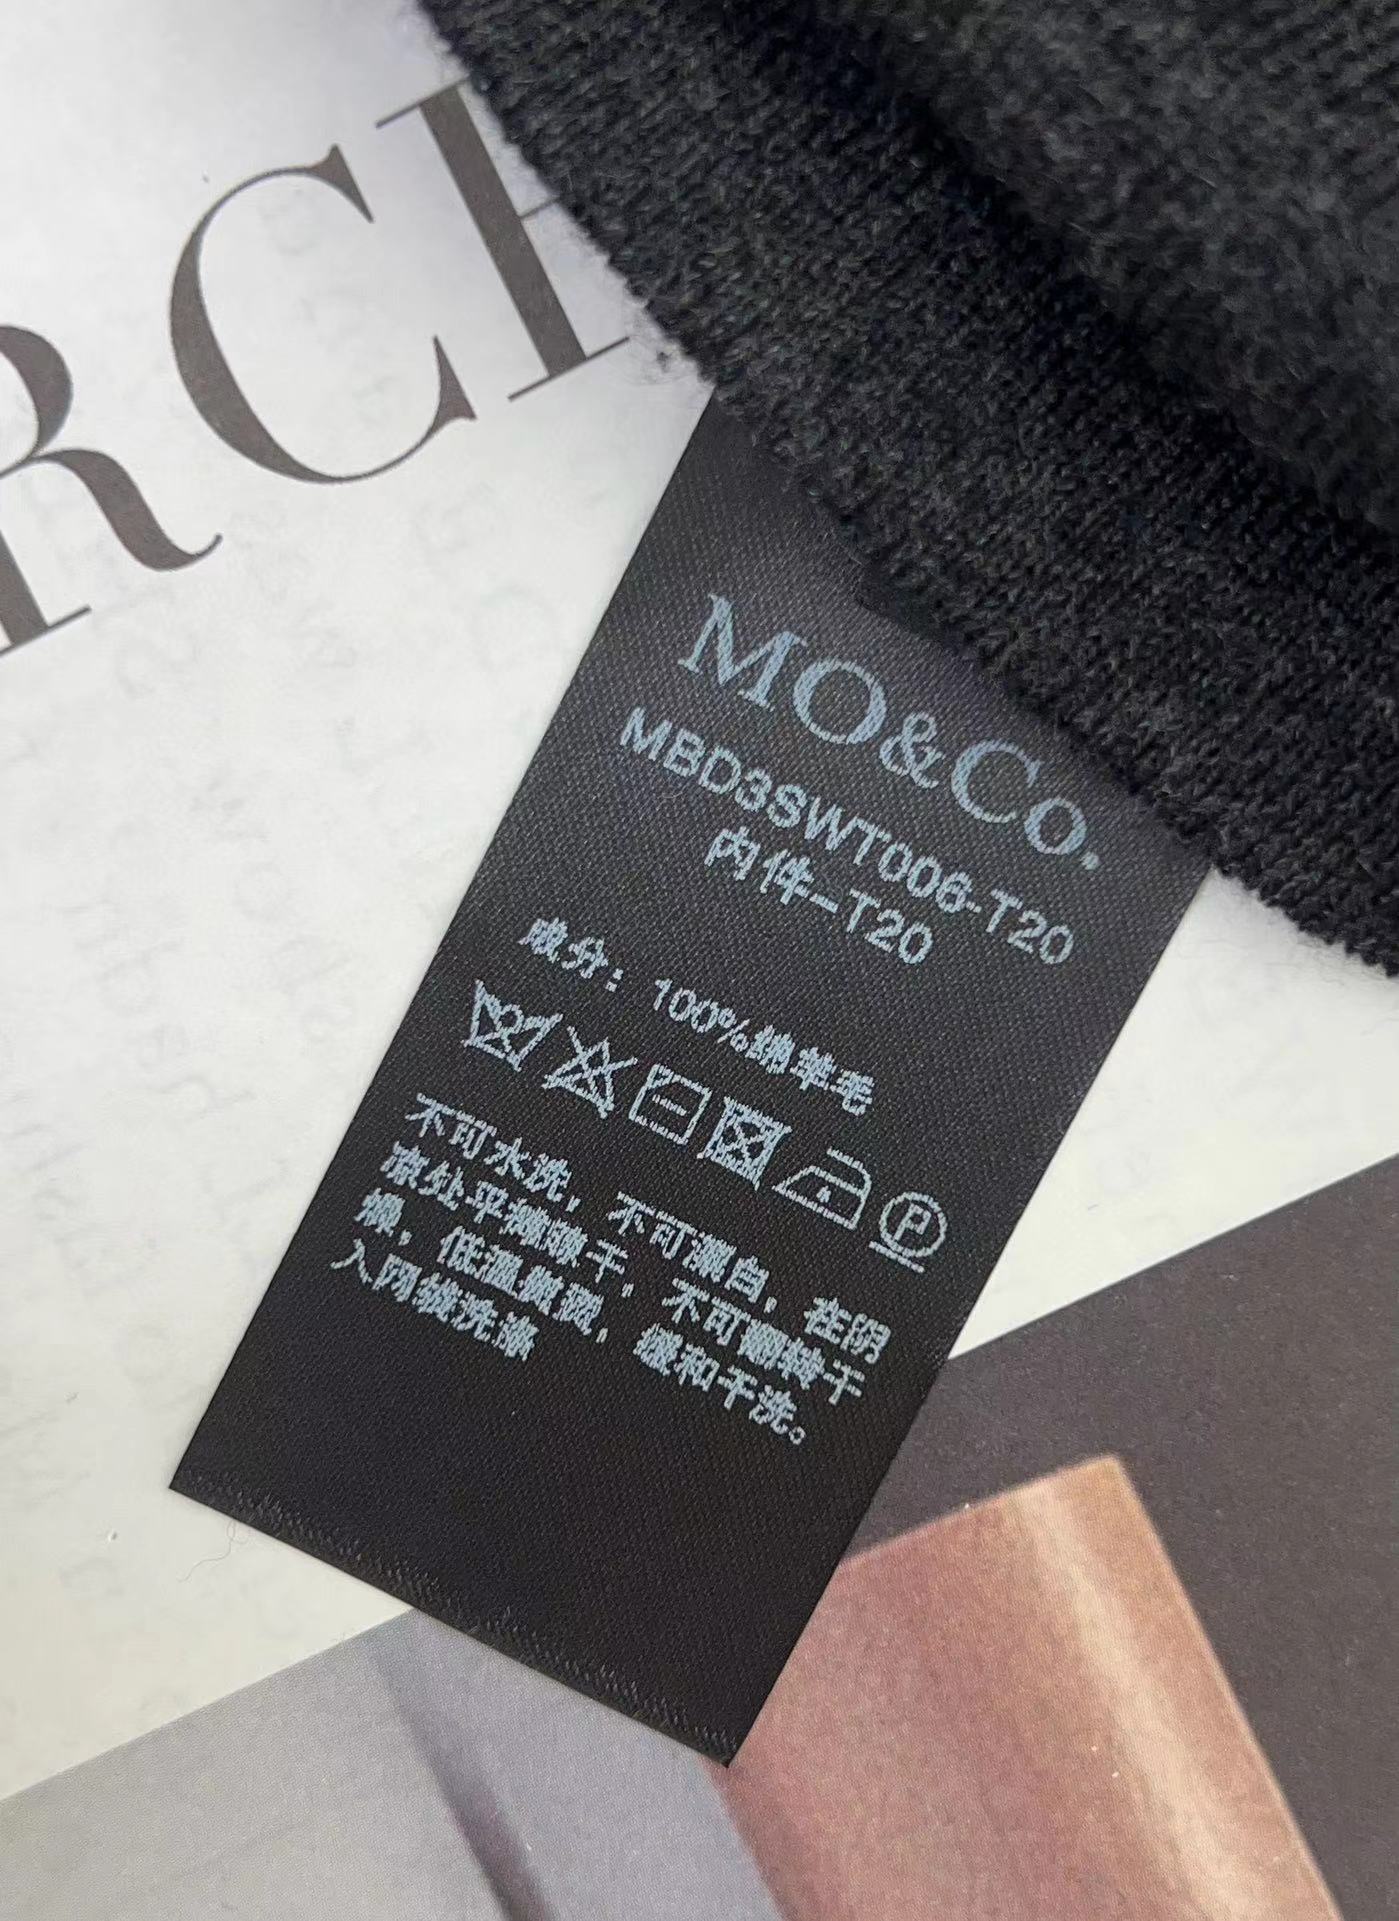 RCH
MO&Co.
MBD3SWT006-T20
内件-T20
成分：100%绵羊毛
P
不可水洗，不可漂白，在阴
凉处平摊晾干，不可翻转干
燥，低温熨烫，缓和干洗。
入网袋洗涤